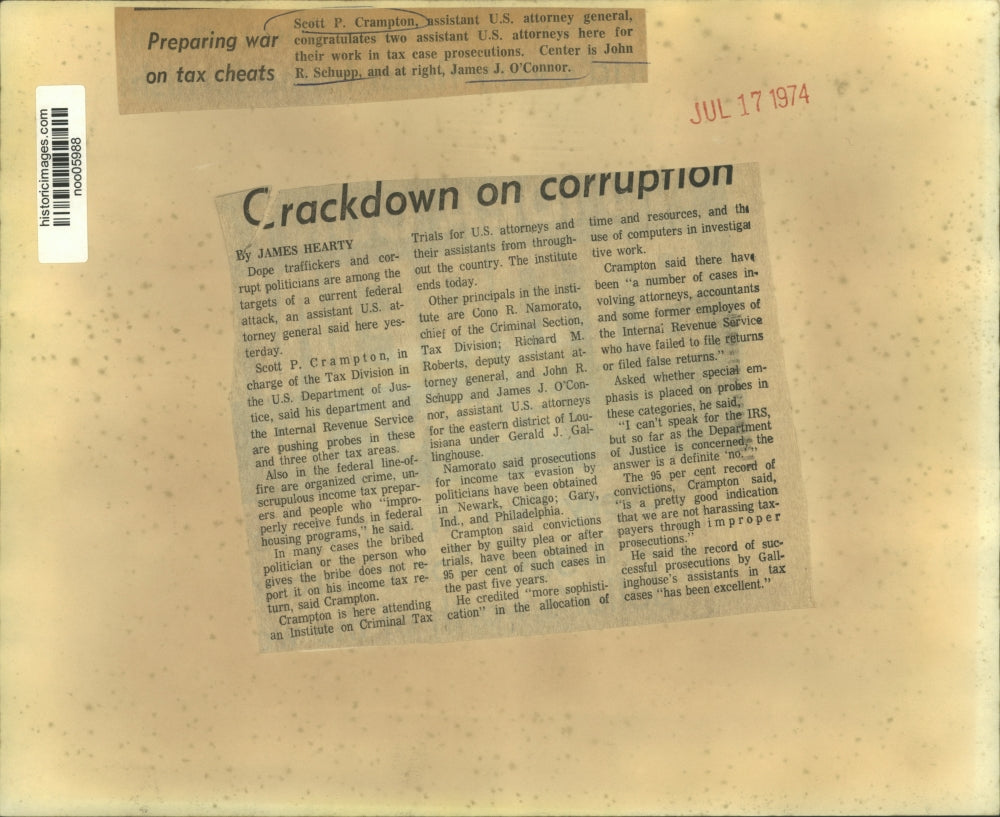 Preparing war
on tax cheats
Scott P. Crampton, assistant U.S. attorney general,
congratulates two assistant U.S. attorneys here for
their work in tax case prosecutions. Center is John
R. Schupp, and at right, James J. O'Connor.
JUL 17 1974
historicimages.com
noo05988
Crackdown on corruption
By JAMES HEARTY
Dope traffickers and cor-
rupt politicians are among the
targets of a current federal
attack, an assistant U.S. at-
torney general said here yes-
terday.
Scott P. Crampton, in
charge of the Tax Division in
the U.S. Department of Jus-
tice, said his department and
the Internal Revenue Service
are pushing probes in these
and three other tax areas.
Also in the federal line-of-
fire are organized crime, un-
scrupulous income tax prepar-
ers and people who "impro-
perly receive funds in federal
housing programs," he said.
In many cases the bribed
politician or the person who
gives the bribe does not re-
port it on his income tax re-
turn, said Crampton.
Crampton is here attending
an Institute on Criminal Tax
Trials for U.S. attorneys and
their assistants from through-
out the country. The institute
ends today.
Other principals in the insti-
tute are Cono R. Namorato,
chief of the Criminal Section,
Tax Division; Richard M.
Roberts, deputy assistant at-
torney general, and John R.
Schupp and James J. O'Con-
nor, assistant U.S. attorneys
for the eastern district of Lou-
isiana under Gerald J. Gal-
linghouse.
Namorato said prosecutions
for income tax evasion by
politicians have been obtained
in Newark, Chicago; Gary,
Ind., and Philadelphia.
Crampton said convictions
either by guilty plea or after
trials, have been obtained in
95 per cent of such cases in
the past five years.
He credited "more sophisti-
cation" in the allocation of
time and resources, and the
use of computers in investiga
tive work.
Crampton said there have
been "a number of cases in-
volving attorneys, accountants
and some former employes of
the Internal Revenue Service
who have failed to file returns
or filed false returns."
Asked whether special em-
phasis is placed on probes in
these categories, he said,
"I can't speak for the IRS,
but so far as the Department
of Justice is concerned, the
answer is a definite 'no.'"
The 95 per cent record of
convictions, Crampton said,
"is a pretty good indication
that we are not harassing tax-
payers through improper
prosecutions."
He said the record of suc-
cessful prosecutions by Gall-
inghouse's assistants in tax
cases "has been excellent."